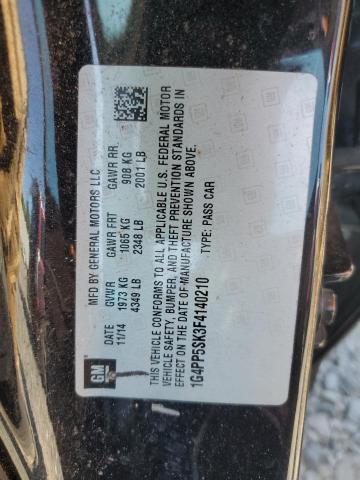 MFD BY GENERAL MOTORS LLC
GVWR GAWR FRT GAWR RR.
11/14 1973 KG 1065 KG 908 KG
4349 LB 2348 LB 2001 LB
THIS VEHICLE CONFORMS TO ALL APPLICABLE U.S. FEDERAL MOTOR
VEHICLE SAFETY, BUMPER, AND THEFT PREVENTION STANDARDS IN
EFFECT ON THE DATE OF MANUFACTURE SHOWN ABOVE.
1G4PP5SK3F4140210 TYPE: PASS CAR
GM